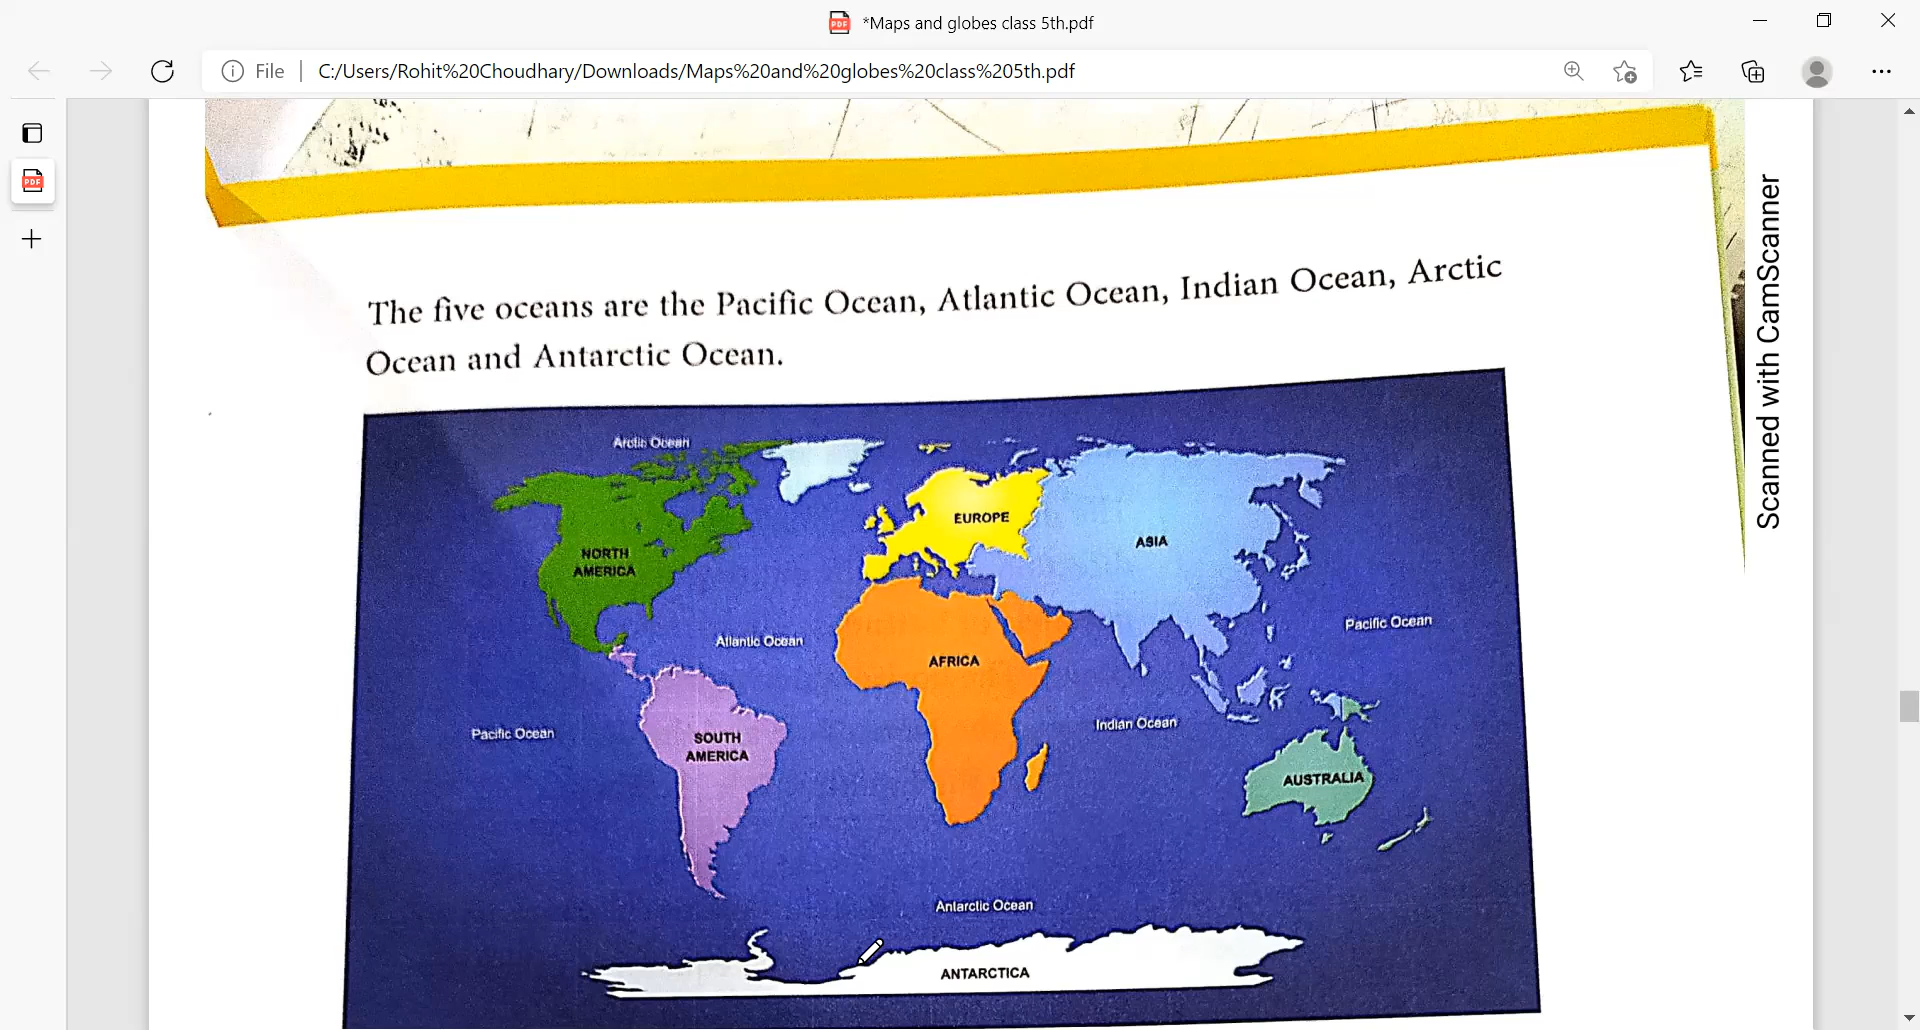 *Maps and globes class 5th.pdf
File
C:/Users/Rohit%20Choudhary/Downloads/Maps%20and%20globes%20class%205th.pdf
PDF
The five oceans are the Pacific Ocean, Atlantic Ocean, Indian Ocean, Arctic
Ocean and Antarctic Ocean.
Arctic Ocean
EUROPE
ASIA
NORTH
AMERICA
Atlantic Ocean
Pacific Ocean
AFRICA
Pacific Ocean
SOUTH
AMERICA
Indian Ocean
AUSTRALIA
Antarctic Ocean
ANTARCTICA
Scanned with CamScanner